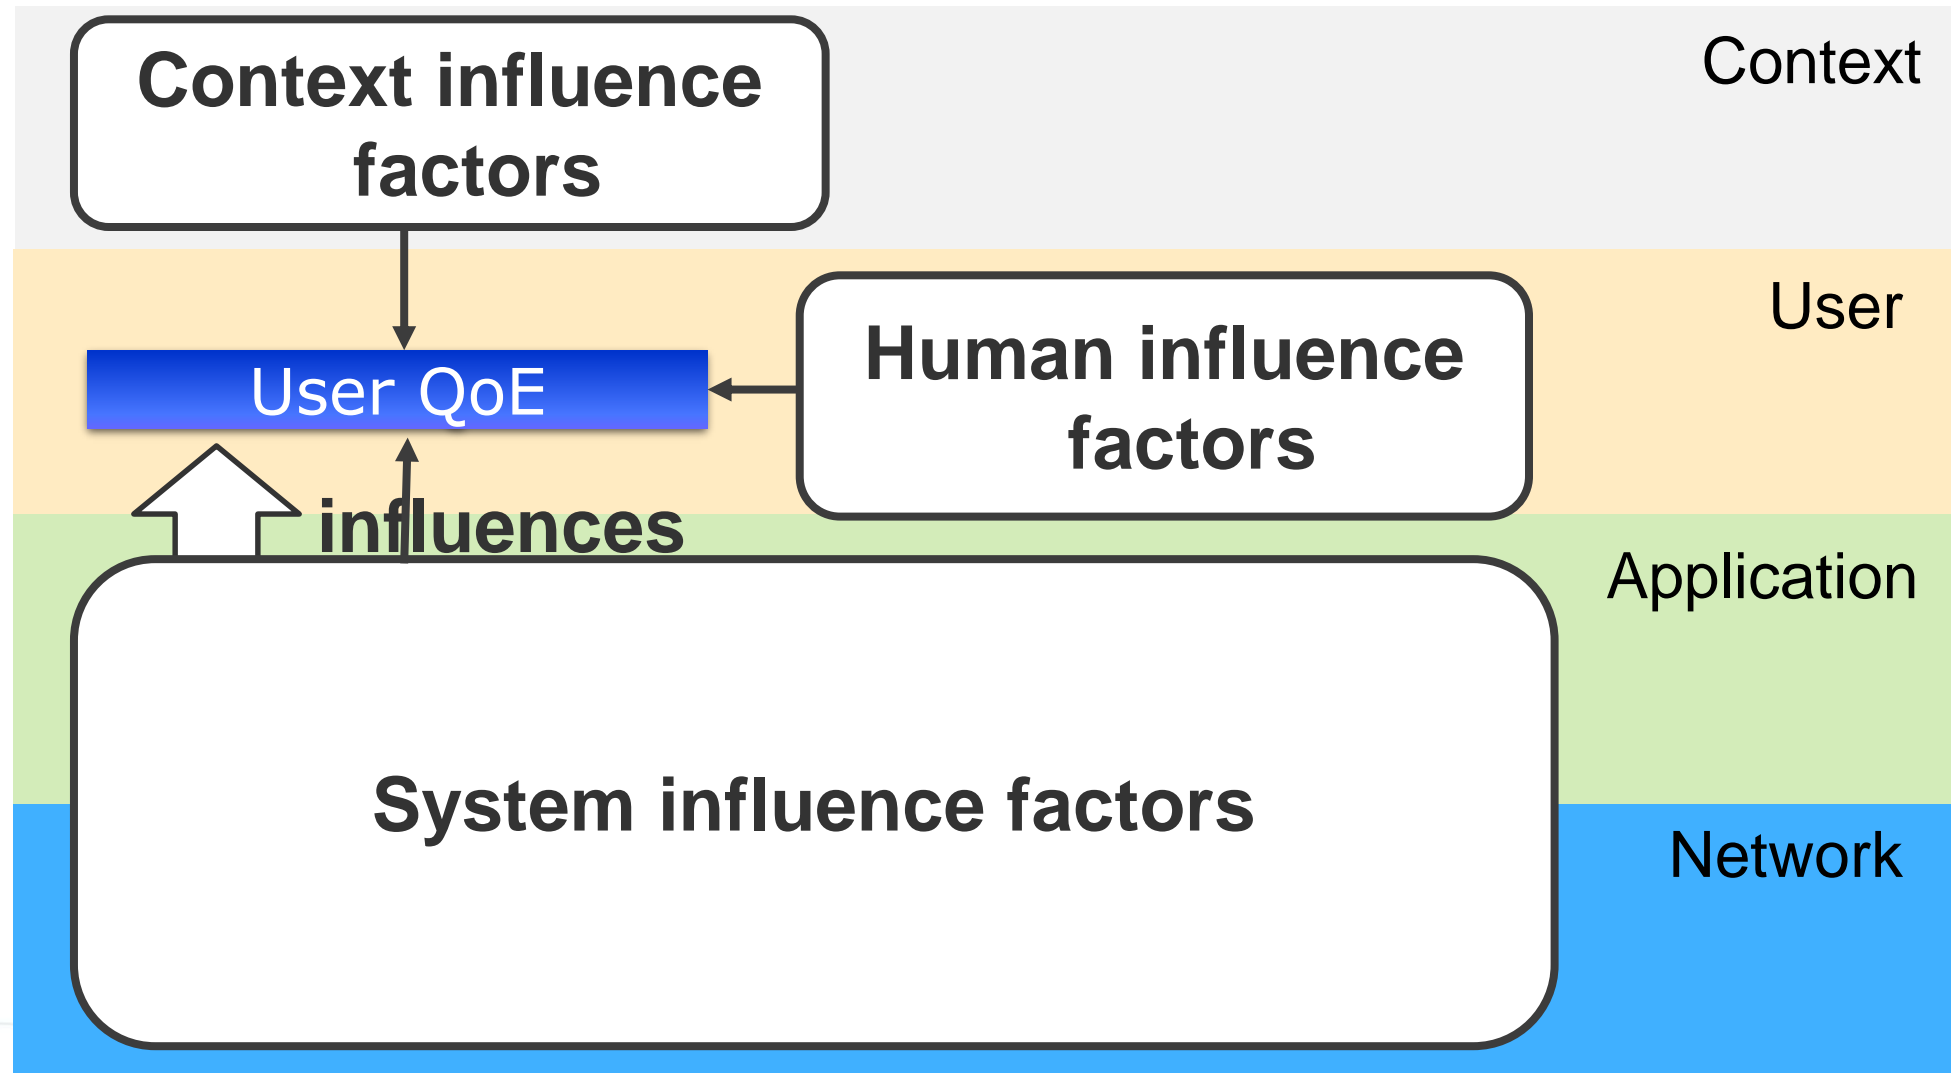 Context influence
factors
Context
User
Human influence
factors
User QoE
influences
Application
System influence factors
Network